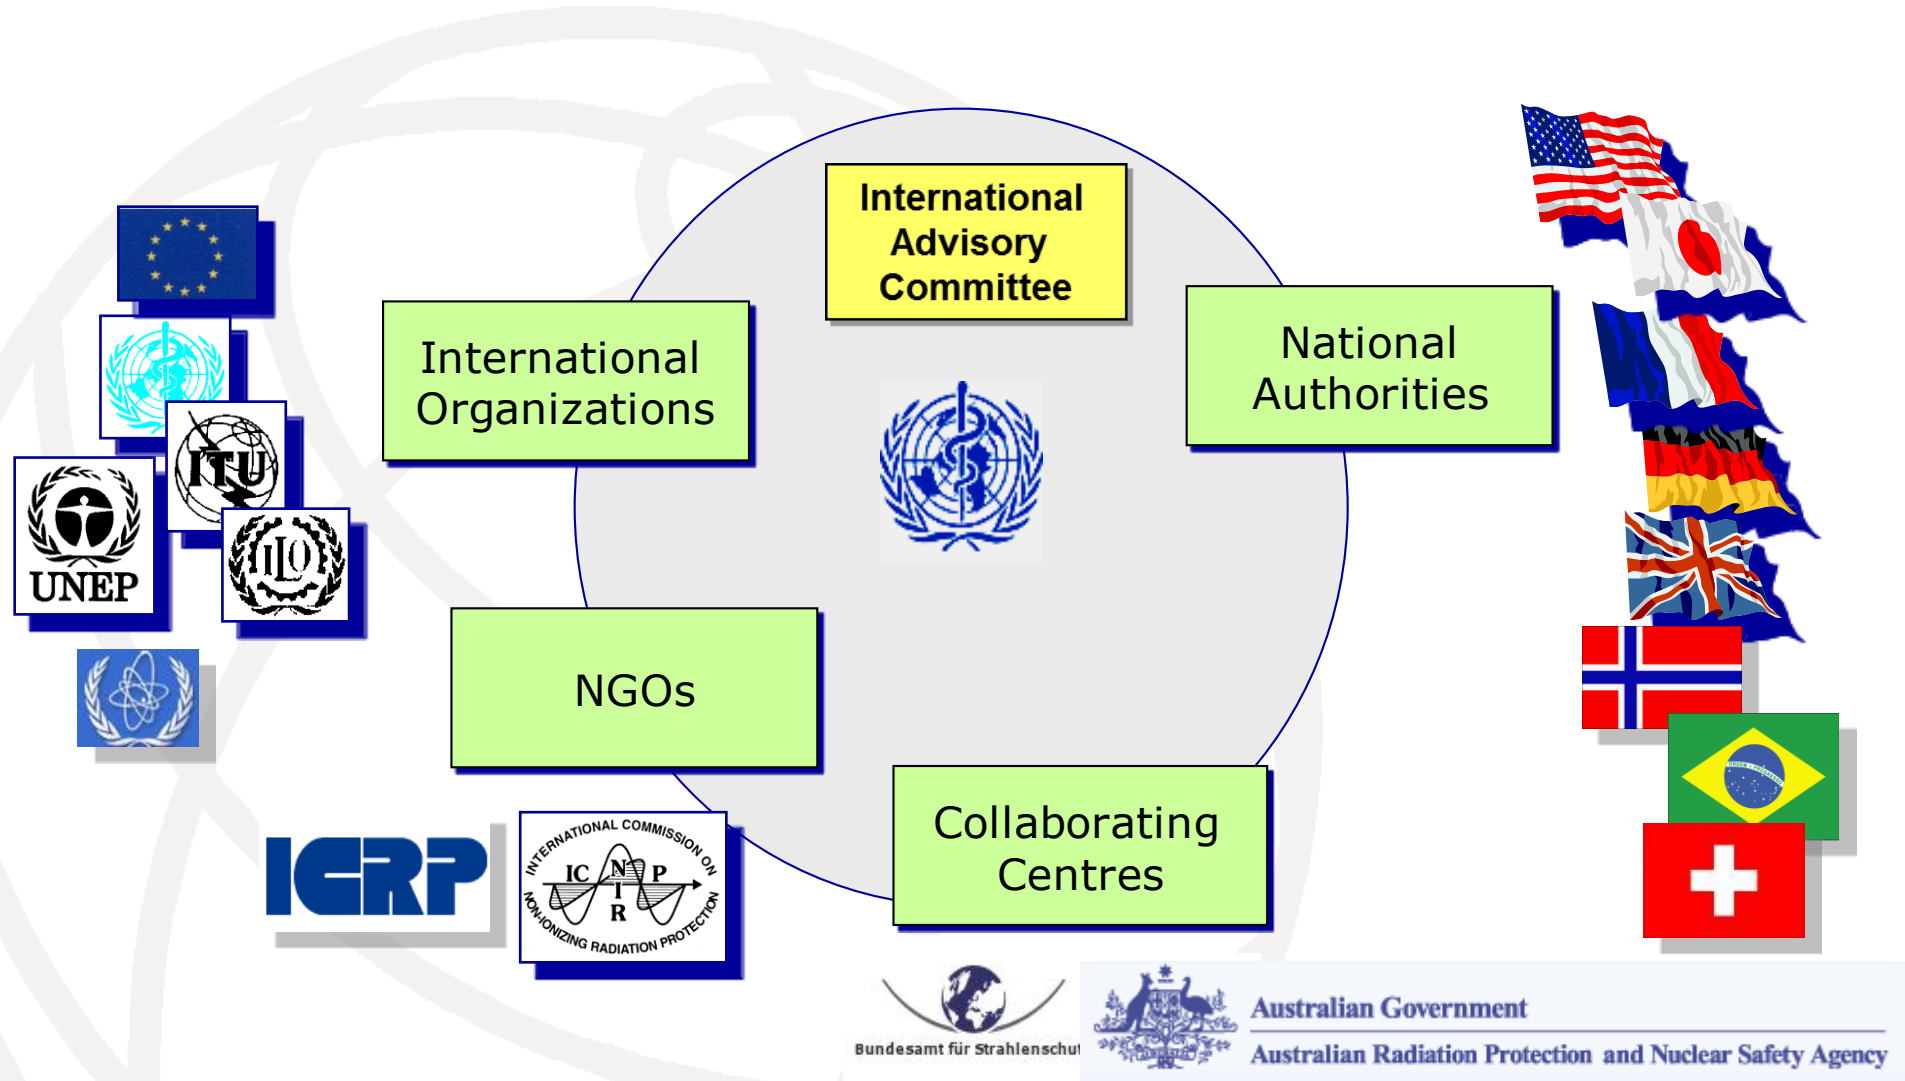 International
Advisory
Committee
International
Organizations
National
Authorities
ITU
UNEP
ILO
NGOs
Collaborating
Centres
ICRP
INTERNATIONAL COMMISSION ON
IC N P
I
R
NON-IONIZING RADIATION PROTECTION
Bundesamt für Strahlenschut
Australian Government
Australian Radiation Protection and Nuclear Safety Agency